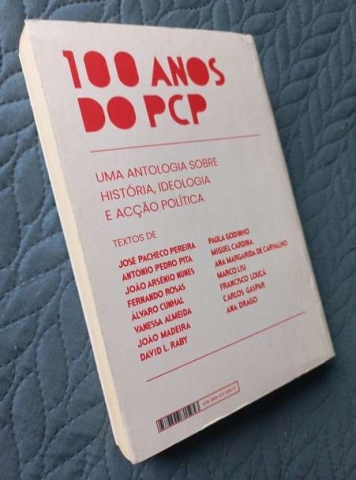 100 ANOS
DO PCP
UMA ANTOLOGIA SOBRE
HISTÓRIA, IDEOLOGIA
E ACÇÃO POLÍTICA
TEXTOS DE
JOSÉ PACHECO PEREIRA
ANTÓNIO PEDRO PITA
JOÃO ARSÉNIO NUNES
FERNANDO ROSAS
ÁLVARO CUNHAL
VANESSA ALMEIDA
JOÃO MADEIRA
DAVID L. RABY
PAULA GODINHO
MIGUEL CARDINA
ANA MARGARIDA DE CARVALHO
MARCO LISI
FRANCISCO LOUÇÃ
CARLOS GASPAR
ANA DRAGO